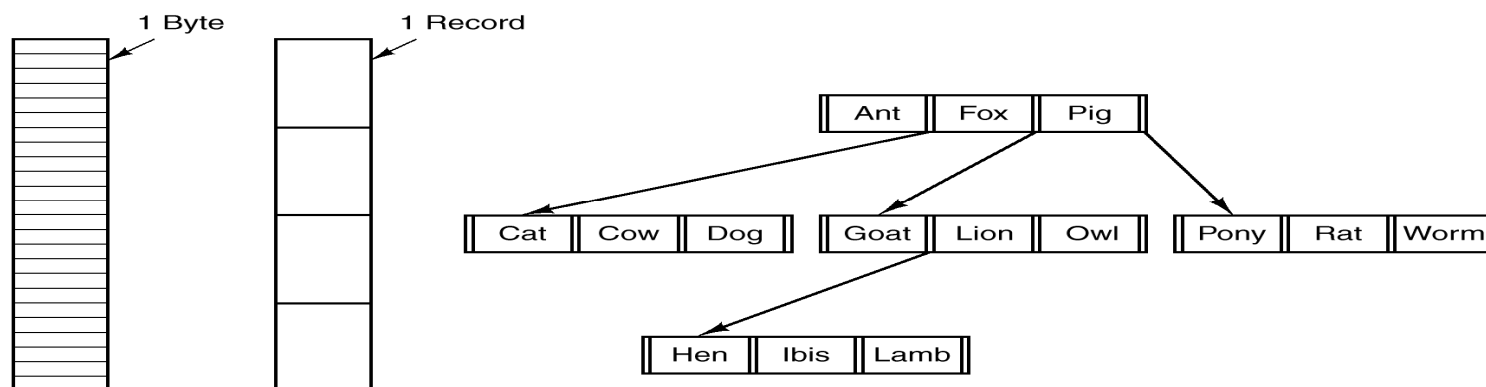 1 Byte
1 Record
Ant Fox Pig
Cat Cow Dog
Goat Lion Owl
Pony Rat Worm
Hen Ibis Lamb